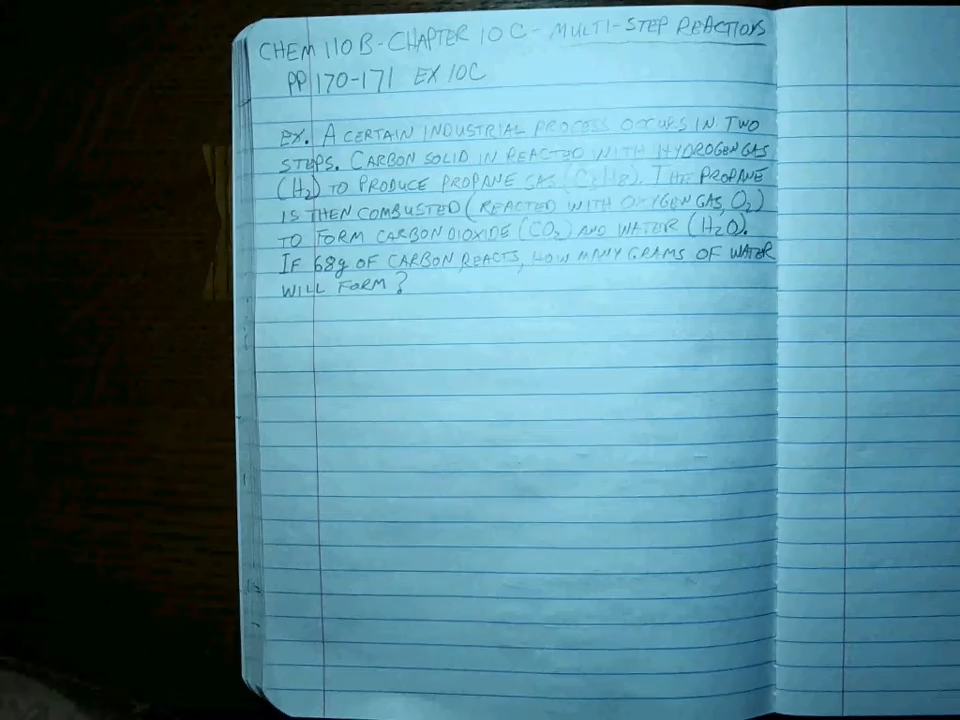 CHEM 110B-CHAPTER 10C-MULTI-STEP REACTIONS
PP 170-171 EX 10C
EX. A CERTAIN INDUSTRIAL PROCESS OCCURS IN TWO
STEPS. CARBON SOLID IN REACTED WITH HYDROGEN GAS
(H2) TO PRODUCE PROPANE GAS (C3H8). THE PROPANE
IS THEN COMBUSTED (REACTED WITH OXYGEN GAS, O2)
TO FORM CARBON DIOXIDE (CO2) AND WATER (H2O).
IF 68g OF CARBON REACTS, HOW MANY GRAMS OF WATER
WILL FORM?